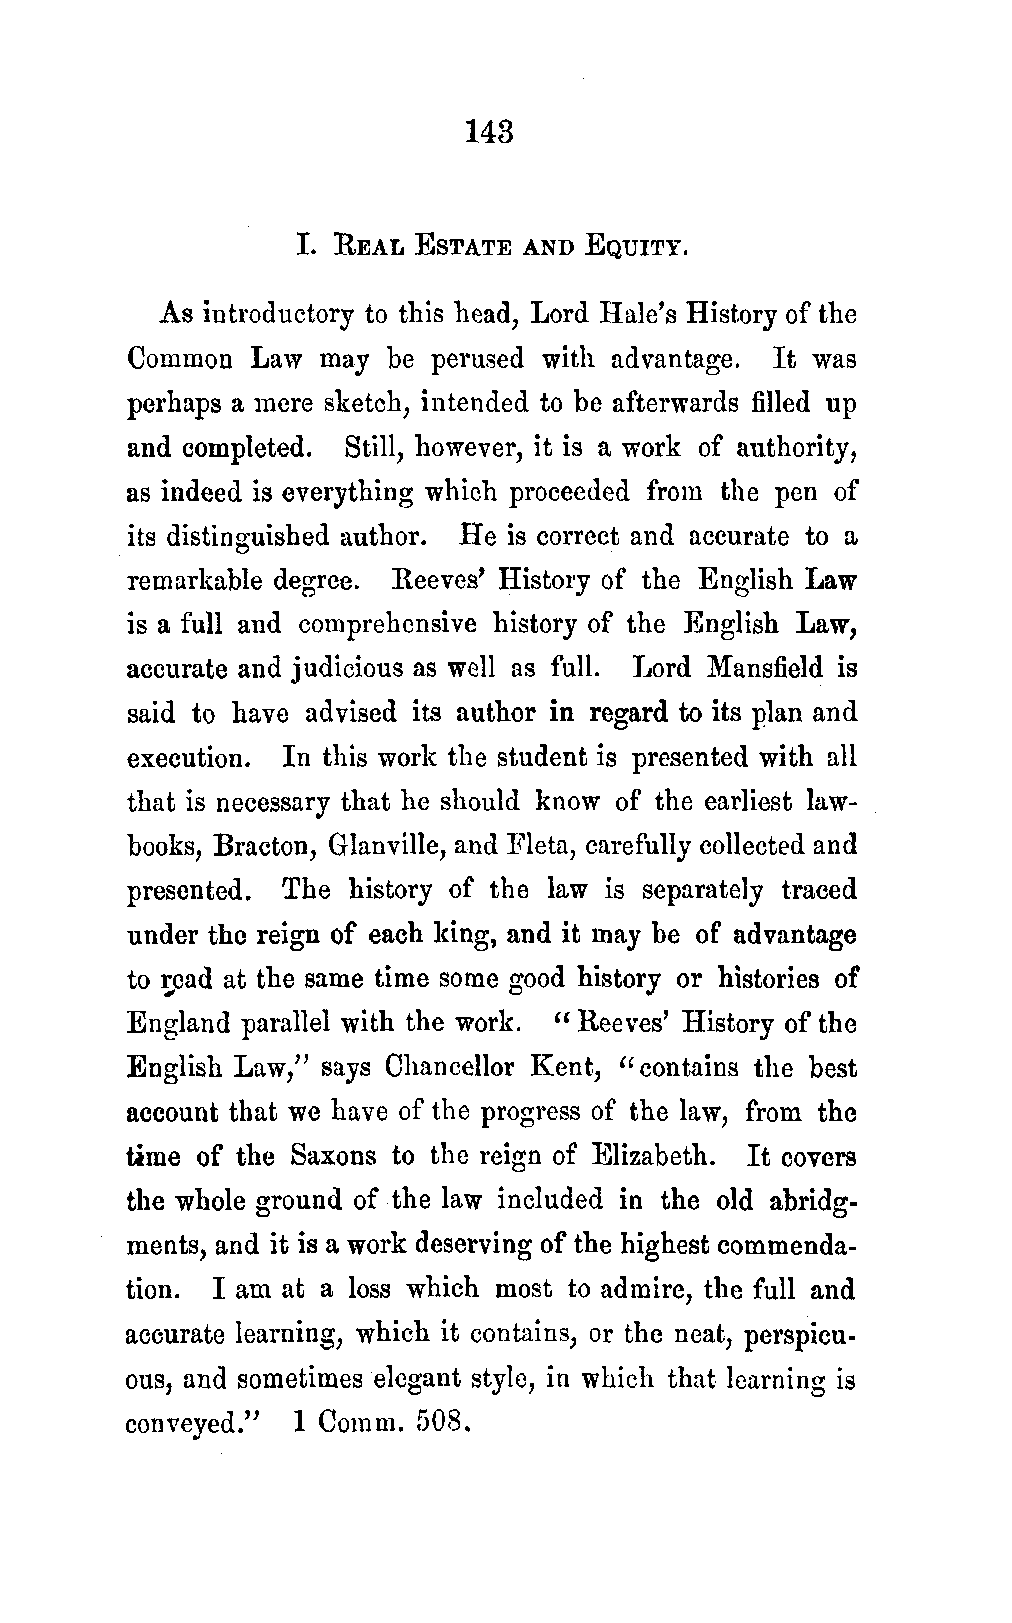 143
I. REAL ESTATE AND EQUITY.
As introductory to this head, Lord Hale's History of the
Common Law may be perused with advantage. It was
perhaps a mere sketch, intended to be afterwards filled up
and completed. Still, however, it is a work of authority,
as indeed is everything which proceeded from the pen of
its distinguished author. He is correct and accurate to a
remarkable degree. Reeves' History of the English Law
is a full and comprehensive history of the English Law,
accurate and judicious as well as full. Lord Mansfield is
said to have advised its author in regard to its plan and
execution. In this work the student is presented with all
that is necessary that he should know of the earliest law-
books, Bracton, Glanville, and Fleta, carefully collected and
presented. The history of the law is separately traced
under the reign of each king, and it may be of advantage
to read at the same time some good history or histories of
England parallel with the work. "Reeves' History of the
English Law," says Chancellor Kent, "contains the best
account that we have of the progress of the law, from the
time of the Saxons to the reign of Elizabeth. It covers
the whole ground of the law included in the old abridg-
ments, and it is a work deserving of the highest commenda-
tion. I am at a loss which most to admire, the full and
accurate learning, which it contains, or the neat, perspicu-
ous, and sometimes elegant style, in which that learning is
conveyed." 1 Comm. 508.